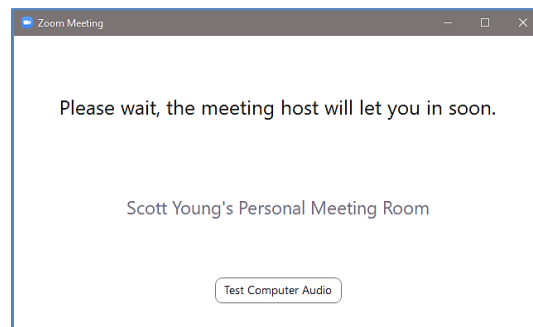 Zoom Meeting
Please wait, the meeting host will let you in soon.
Scott Young's Personal Meeting Room
Test Computer Audio